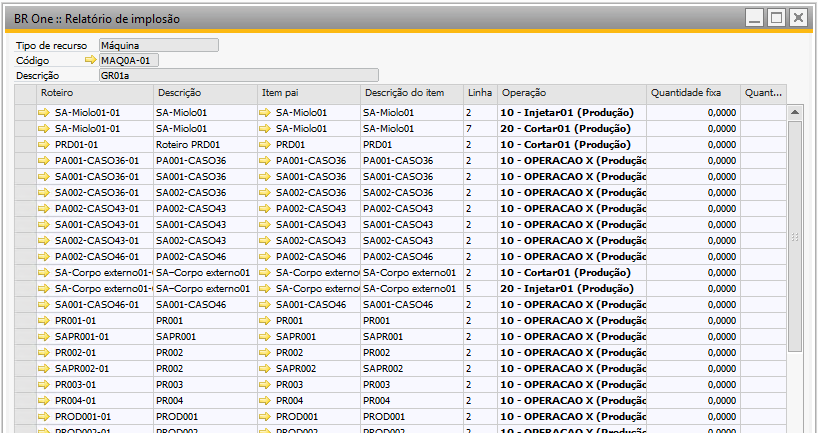 BR One :: Relatório de implosão
Tipo de recurso Máquina
Código MAQ0A-01
Descrição GR01a
Roteiro Descrição Item pai Descrição do item Linha Operação Quantidade fixa Quant...
SA-Miolo01-01 SA-Miolo01 SA-Miolo01 SA-Miolo01 2 10 - Injetar01 (Produção) 0,0000
SA-Miolo01-01 SA-Miolo01 SA-Miolo01 SA-Miolo01 7 20 - Cortar01 (Produção) 0,0000
PRD01-01 Roteiro PRD01 PRD01 PRD01 2 10 - Cortar01 (Produção) 0,0000
PA001-CASO36-01 PA001-CASO36 PA001-CASO36 PA001-CASO36 2 10 - OPERACAO X (Produção 0,0000
SA001-CASO36-01 SA001-CASO36 SA001-CASO36 SA001-CASO36 2 10 - OPERACAO X (Produção 0,0000
SA002-CASO36-01 SA002-CASO36 SA002-CASO36 SA002-CASO36 2 10 - OPERACAO X (Produção 0,0000
PA002-CASO43-01 PA002-CASO43 PA002-CASO43 PA002-CASO43 2 10 - OPERACAO X (Produção 0,0000
SA001-CASO43-01 SA001-CASO43 SA001-CASO43 SA001-CASO43 2 10 - OPERACAO X (Produção 0,0000
SA002-CASO43-01 SA002-CASO43 SA002-CASO43 SA002-CASO43 2 10 - OPERACAO X (Produção 0,0000
PA002-CASO46-01 PA002-CASO46 PA002-CASO46 PA002-CASO46 2 10 - OPERACAO X (Produção 0,0000
SA-Corpo externo01-0 SA-Corpo externo01 SA-Corpo externo SA-Corpo externo01 2 10 - Cortar01 (Produção) 0,0000
SA-Corpo externo01-0 SA-Corpo externo01 SA-Corpo externo SA-Corpo externo01 5 20 - Injetar01 (Produção) 0,0000
SA001-CASO46-01 SA001-CASO46 SA001-CASO46 SA001-CASO46 2 10 - OPERACAO X (Produção 0,0000
PR001-01 PR001 PR001 PR001 2 10 - OPERACAO X (Produção 0,0000
SAPR001-01 SAPR001 SAPR001 SAPR001 2 10 - OPERACAO X (Produção 0,0000
PR002-01 PR002 PR002 PR002 2 10 - OPERACAO X (Produção 0,0000
SAPR002-01 SAPR002 SAPR002 SAPR002 2 10 - OPERACAO X (Produção 0,0000
PR003-01 PR003 PR003 PR003 2 10 - OPERACAO X (Produção 0,0000
PR004-01 PR004 PR004 PR004 2 10 - OPERACAO X (Produção 0,0000
PROD001-01 PROD001 PROD001 PROD001 2 10 - OPERACAO X (Produção 0,0000
PROD002-01 PROD002 PROD002 PROD002 2 10 - OPERACAO X (Produção 0,0000